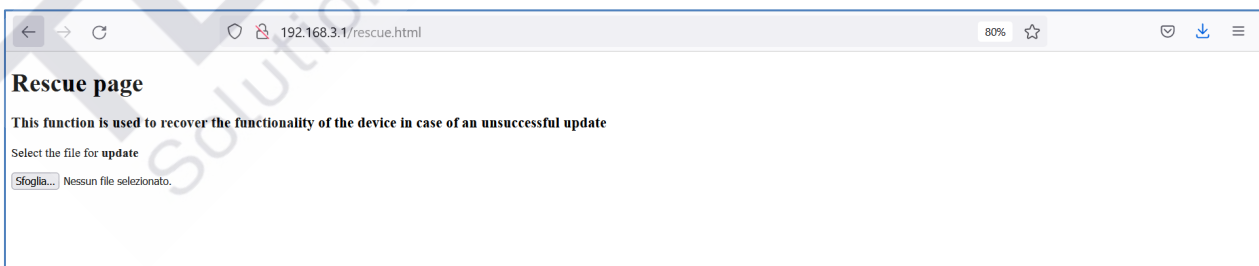 192.168.3.1/rescue.html
80%
Rescue page
This function is used to recover the functionality of the device in case of an unsuccessful update
Select the file for update
Sfoglia... Nessun file selezionato.
Solution